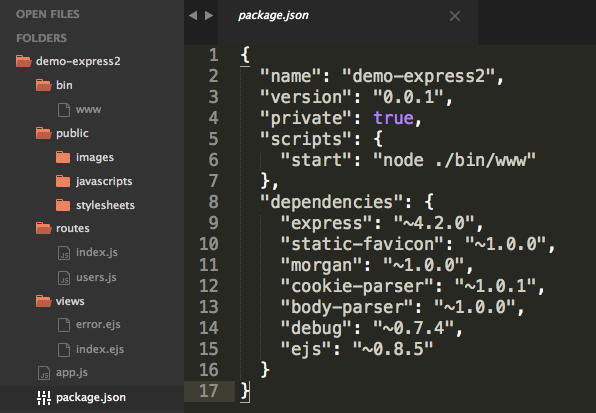 OPEN FILES
FOLDERS
demo-express2
bin
www
public
images
javascripts
stylesheets
routes
index.js
users.js
views
error.ejs
index.ejs
app.js
package.json
package.json
1 {
2 "name": "demo-express2",
3 "version": "0.0.1",
4 "private": true,
5 "scripts": {
6 "start": "node ./bin/www"
7 },
8 "dependencies": {
9 "express": "~4.2.0",
10 "static-favicon": "~1.0.0",
11 "morgan": "~1.0.0",
12 "cookie-parser": "~1.0.1",
13 "body-parser": "~1.0.0",
14 "debug": "~0.7.4",
15 "ejs": "~0.8.5"
16 }
17 }